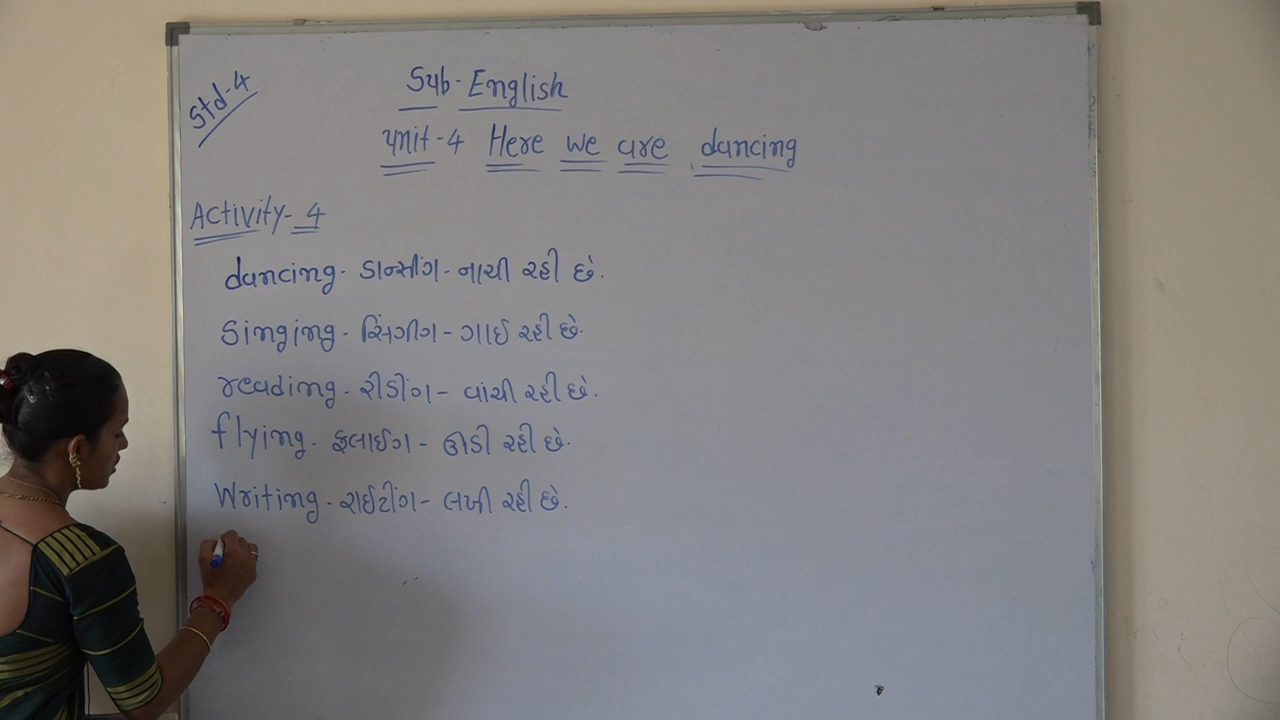 Std-4
Sub-English
Unit-4 Here we are dancing
Activity-4
dancing - ડાન્સીંગ - નાચી રહી છે.
Singing - સિંગીંગ - ગાઈ રહી છે.
reading - રીડીંગ - વાંચી રહી છે.
flying - ફલાઈંગ - ઊડી રહી છે.
Writing - રાઈટીંગ - લખી રહી છે.